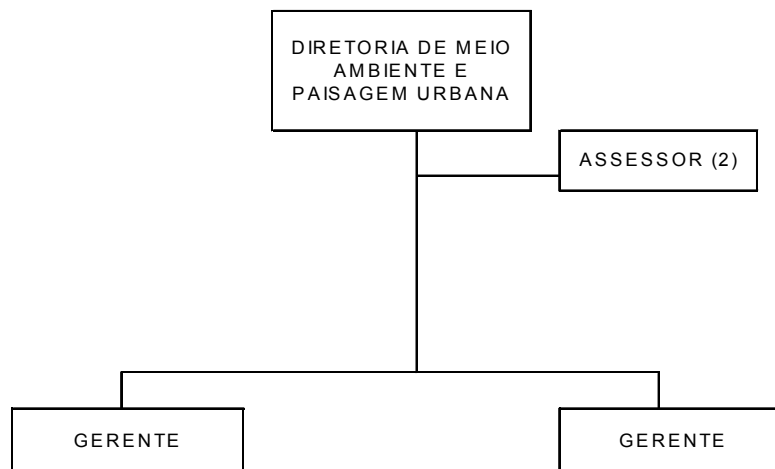 DIRETORIA DE MEIO
AMBIENTE E
PAISAGEM URBANA
ASSESSOR (2)
GERENTE
GERENTE